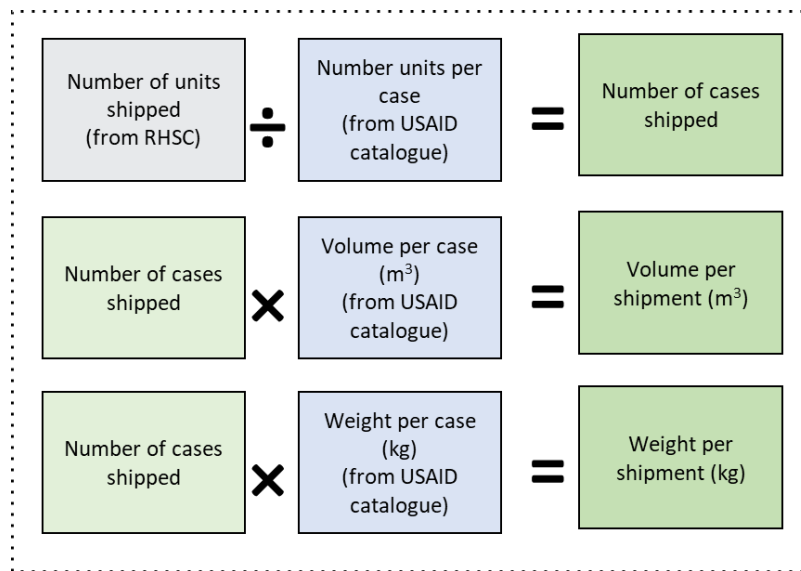 Number of units
shipped
(from RHSC)
÷
Number units per
case
(from USAID
catalogue)
=
Number of cases
shipped
Number of cases
shipped
×
Volume per case
(m³)
(from USAID
catalogue)
=
Volume per
shipment (m³)
Number of cases
shipped
×
Weight per case
(kg)
(from USAID
catalogue)
=
Weight per
shipment (kg)